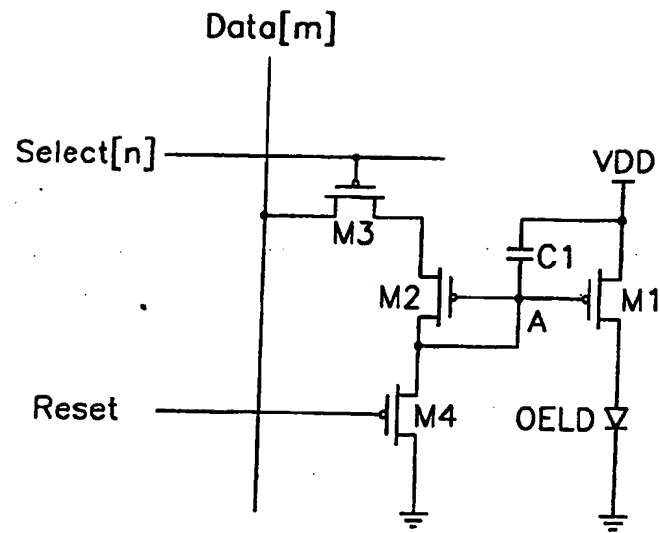 Data[m]
Select[n]
VDD
M3
C1
M2
M1
A
Reset
M4
OELD